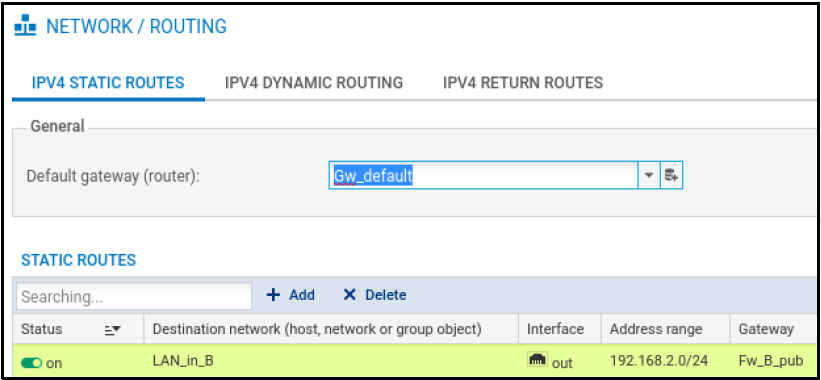 NETWORK / ROUTING
IPV4 STATIC ROUTES IPV4 DYNAMIC ROUTING IPV4 RETURN ROUTES
General
Default gateway (router): Gw_default
STATIC ROUTES
Searching... + Add × Delete
Status Destination network (host, network or group object) Interface Address range Gateway
on LAN_in_B out 192.168.2.0/24 Fw_B_pub